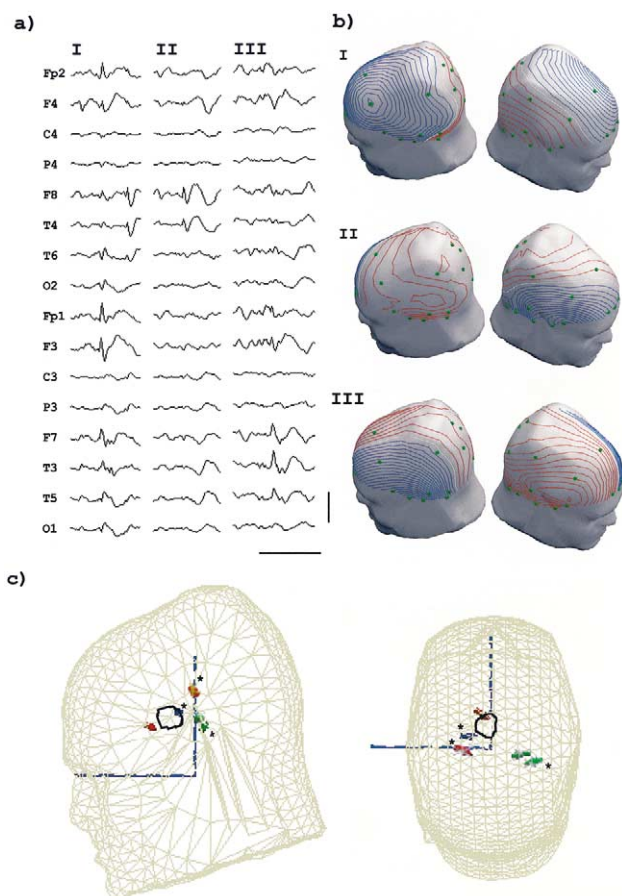 a)
I II III
Fp2
F4
C4
P4
F8
T4
T6
O2
Fp1
F3
C3
P3
F7
T3
T5
O1
b)
I
II
III
c)
* * *
* * *